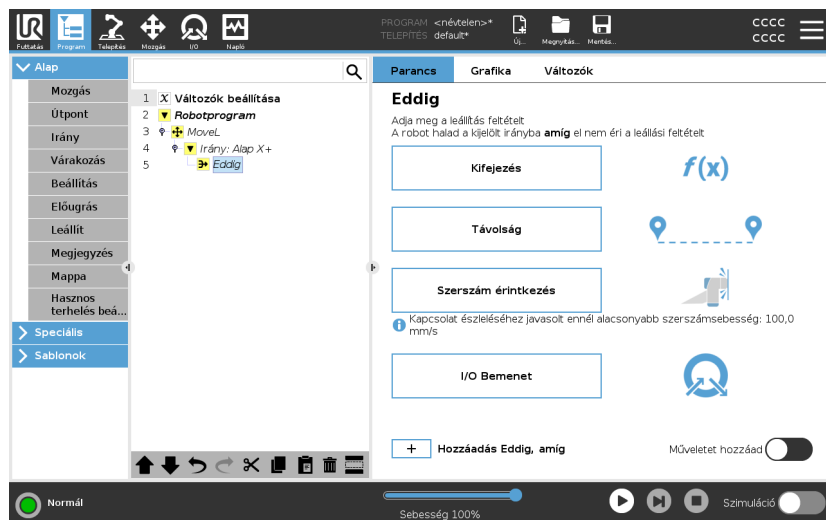 PROGRAM <névtelen>*
TELEPÍTÉS default*
cccc
cccc
Futtatás Program Telepítés Mozgás I/O Napló Új... Megnyitás... Mentés...
Alap
Mozgás
Útpont
Irány
Várakozás
Beállítás
Előugrás
Leállít
Megjegyzés
Mappa
Hasznos
terhelés beá...
Speciális
Sablonok
1 X Változók beállítása
2 Robotprogram
3 MoveL
4 Irány: Alap X+
5 Eddig
Parancs Grafika Változók
Eddig
Adja meg a leállítás feltételt
A robot halad a kijelölt irányba amíg el nem éri a leállási feltételt
Kifejezés f(x)
Távolság
Szerszám érintkezés
Kapcsolat észleléséhez javasolt ennél alacsonyabb szerszámsebesség: 100,0
mm/s
I/O Bemenet
+ Hozzáadás Eddig, amíg Műveletet hozzáad
Normál
Sebesség 100%
Szimuláció